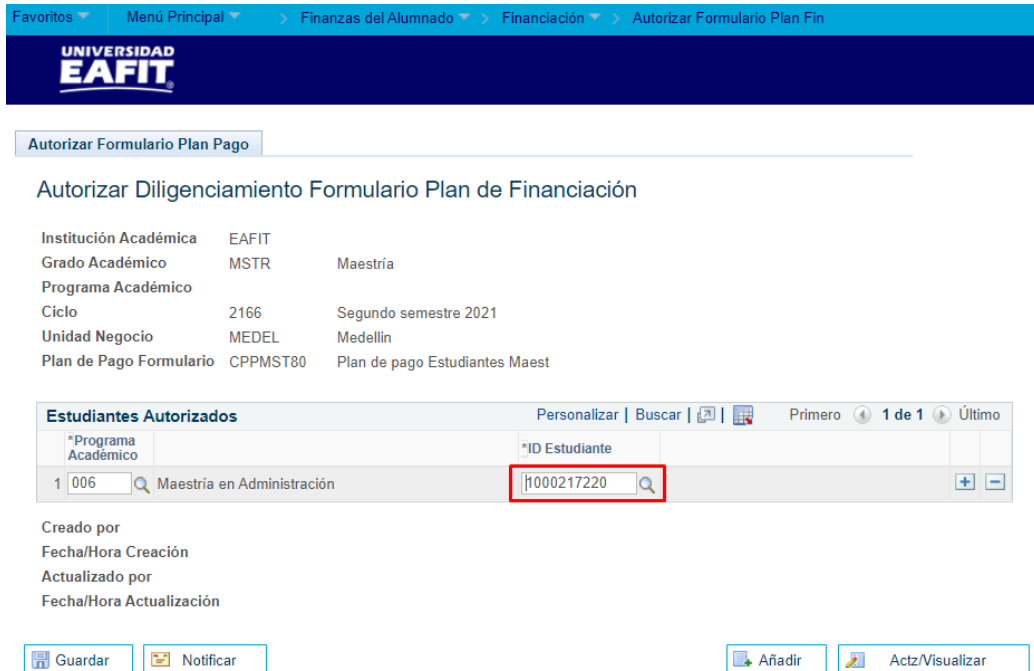 Favoritos Menú Principal > Finanzas del Alumnado > Financiación > Autorizar Formulario Plan Fin
UNIVERSIDAD
EAFIT
Autorizar Formulario Plan Pago
Autorizar Diligenciamiento Formulario Plan de Financiación
Institución Académica EAFIT
Grado Académico MSTR Maestría
Programa Académico
Ciclo 2166 Segundo semestre 2021
Unidad Negocio MEDEL Medellin
Plan de Pago Formulario CPPMST80 Plan de pago Estudiantes Maest
Estudiantes Autorizados Personalizar | Buscar | | Primero 1 de 1 Último
*Programa
Académico *ID Estudiante
1 006 Maestría en Administración 1000217220
Creado por
Fecha/Hora Creación
Actualizado por
Fecha/Hora Actualización
Guardar Notificar Añadir Actz/Visualizar